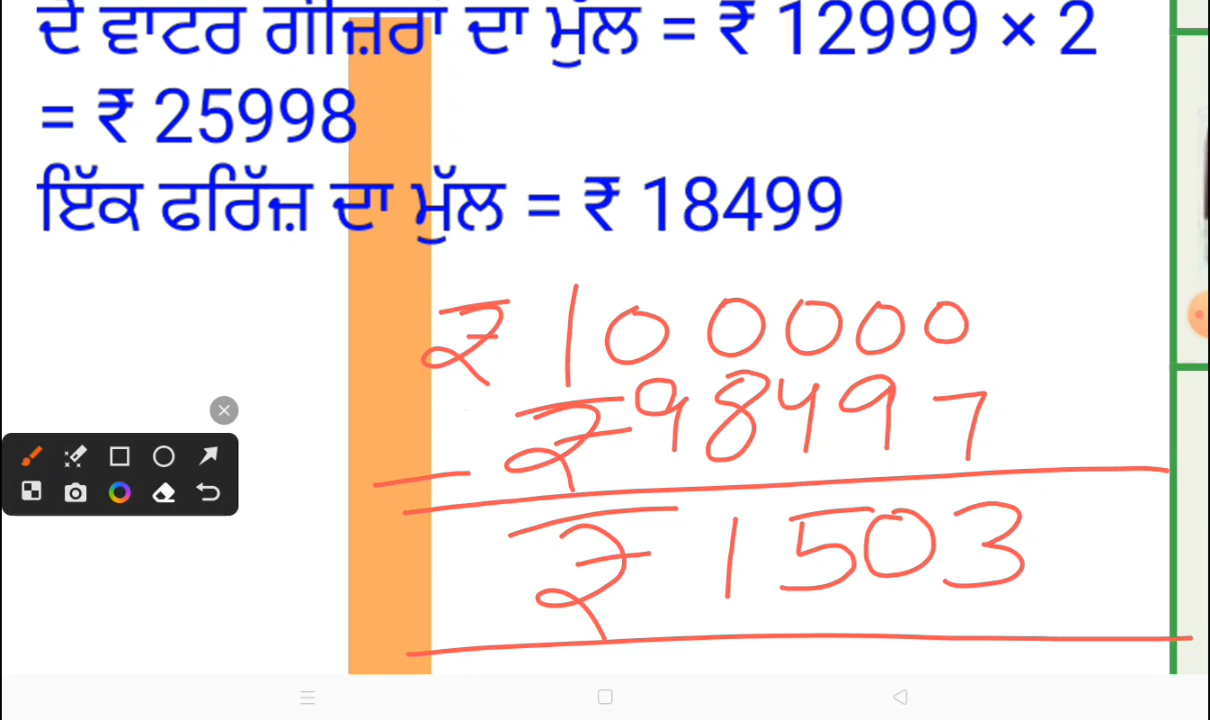 ਦੇ ਵਾਟਰ ਗੀਜ਼ਰਾਂ ਦਾ ਮੁੱਲ = ₹ 12999 × 2
= ₹ 25998
ਇੱਕ ਫਰਿੱਜ਼ ਦਾ ਮੁੱਲ = ₹ 18499
₹ 100000
- ₹ 98497
₹ 1503